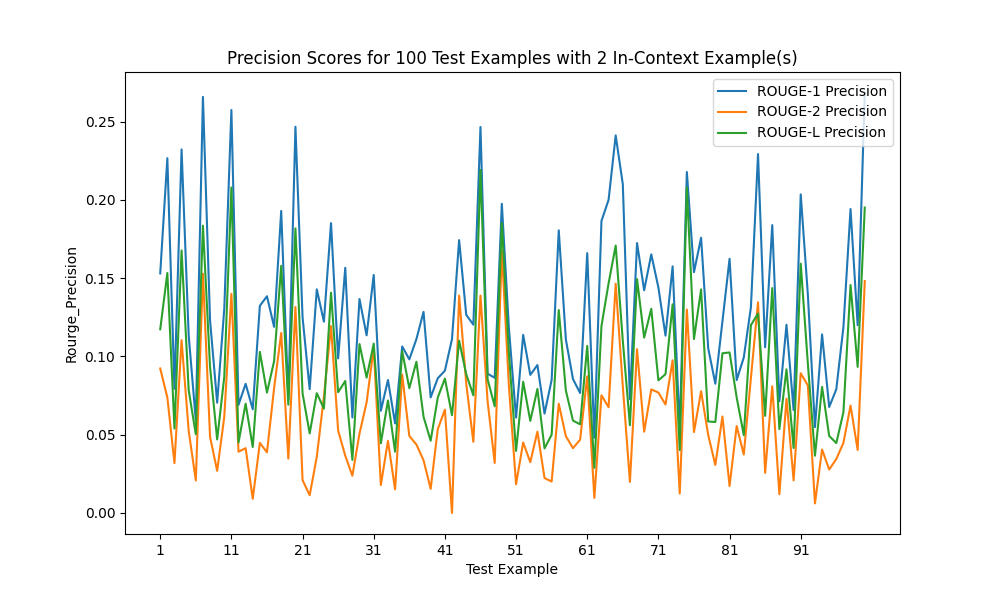 Precision Scores for 100 Test Examples with 2 In-Context Example(s)
ROUGE-1 Precision
ROUGE-2 Precision
ROUGE-L Precision
Rourge_Precision
0.25
0.20
0.15
0.10
0.05
0.00
1 11 21 31 41 51 61 71 81 91
Test Example